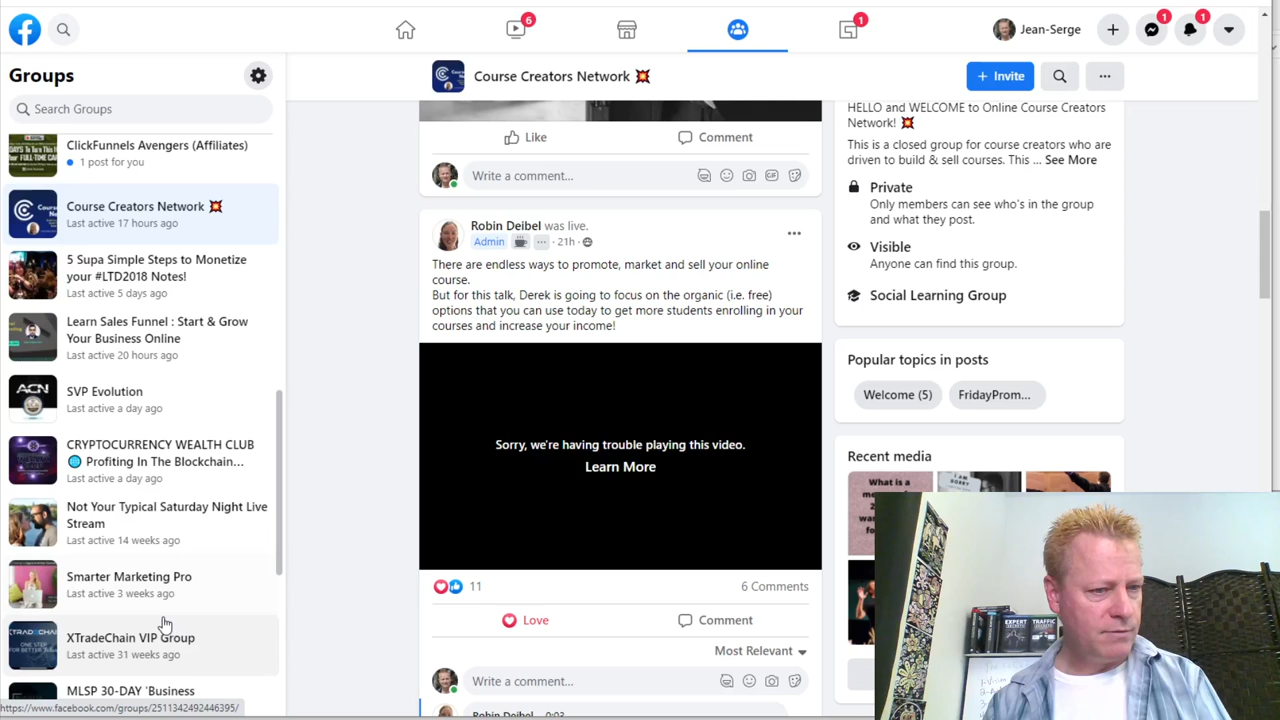 6
1
Jean-Serge
1
1
Groups
Search Groups
ClickFunnels Avengers (Affiliates)
1 post for you
Course Creators Network 💥
Last active 17 hours ago
5 Supa Simple Steps to Monetize
your #LTD2018 Notes!
Last active 5 days ago
Learn Sales Funnel : Start & Grow
Your Business Online
Last active 20 hours ago
ACN
SVP Evolution
Last active a day ago
CRYPTOCURRENCY WEALTH CLUB
🌐 Profiting In The Blockchain...
Last active a day ago
Not Your Typical Saturday Night Live
Stream
Last active 14 weeks ago
Smarter Marketing Pro
Last active 3 weeks ago
XTradeChain VIP Group
Last active 31 weeks ago
MLSP 30-DAY 'Business
https://www.facebook.com/groups/2511342492446395/
Course Creators Network 💥
+ Invite
Like
Comment
Write a comment...
GIF
Robin Deibel was live.
Admin
21h
There are endless ways to promote, market and sell your online
course.
But for this talk, Derek is going to focus on the organic (i.e. free)
options that you can use today to get more students enrolling in your
courses and increase your income!
Sorry, we're having trouble playing this video.
Learn More
11
6 Comments
Love
Comment
Most Relevant
Write a comment...
Robin Deibel 0:03
HELLO and WELCOME to Online Course Creators
Network! 💥
This is a closed group for course creators who are
driven to build & sell courses. This ... See More
Private
Only members can see who's in the group
and what they post.
Visible
Anyone can find this group.
Social Learning Group
Popular topics in posts
Welcome (5)
FridayProm...
Recent media
What is a
I AM
SORRY
EXPERT
SECRETS
TRAFFIC
SECRETS